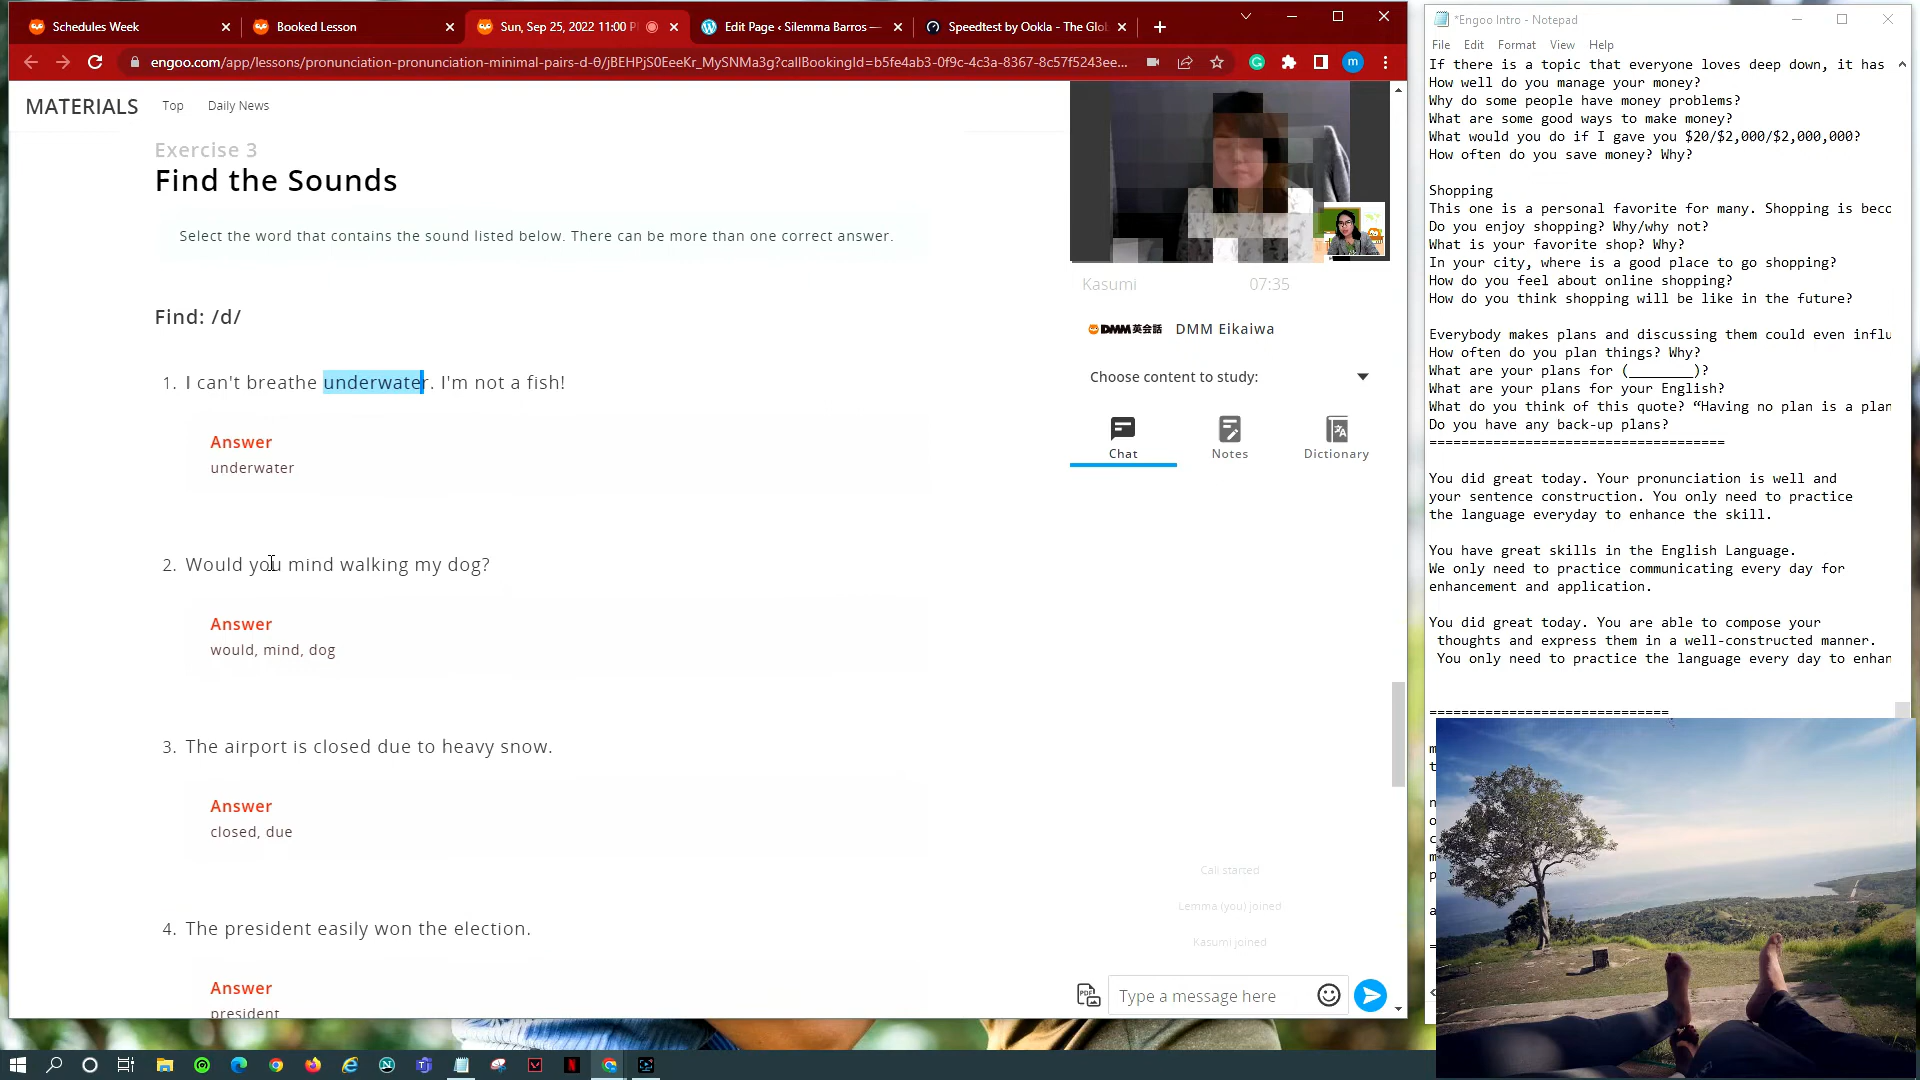 Schedules Week
Booked Lesson
Sun, Sep 25, 2022 11:00 P
Edit Page ‹ Silemma Barros —
Speedtest by Ookla - The Glob
engoo.com/app/lessons/pronunciation-pronunciation-minimal-pairs-d-θ/jBEHPjS0EeeKr_MySNMa3g?callBookingId=b5fe4ab3-0f9c-4c3a-8367-8c57f5243ee...
m
MATERIALS
Top
Daily News
Exercise 3
Find the Sounds
Select the word that contains the sound listed below. There can be more than one correct answer.
Find: /d/
1. I can't breathe underwater. I'm not a fish!
Answer
underwater
2. Would you mind walking my dog?
Answer
would, mind, dog
3. The airport is closed due to heavy snow.
Answer
closed, due
4. The president easily won the election.
Answer
president
Kasumi
07:35
DMM英会話
DMM Eikaiwa
Choose content to study:
Chat
Notes
Dictionary
Call started
Lemma (you) joined
Kasumi joined
Type a message here
*Engoo Intro - Notepad
File
Edit
Format
View
Help
If there is a topic that everyone loves deep down, it has
How well do you manage your money?
Why do some people have money problems?
What are some good ways to make money?
What would you do if I gave you $20/$2,000/$2,000,000?
How often do you save money? Why?
Shopping
This one is a personal favorite for many. Shopping is beco
Do you enjoy shopping? Why/why not?
What is your favorite shop? Why?
In your city, where is a good place to go shopping?
How do you feel about online shopping?
How do you think shopping will be like in the future?
Everybody makes plans and discussing them could even influ
How often do you plan things? Why?
What are your plans for (________)?
What are your plans for your English?
What do you think of this quote? “Having no plan is a plan
Do you have any back-up plans?
=====================================
You did great today. Your pronunciation is well and
your sentence construction. You only need to practice
the language everyday to enhance the skill.
You have great skills in the English Language.
We only need to practice communicating every day for
enhancement and application.
You did great today. You are able to compose your
thoughts and express them in a well-constructed manner.
You only need to practice the language every day to enhan
==============================